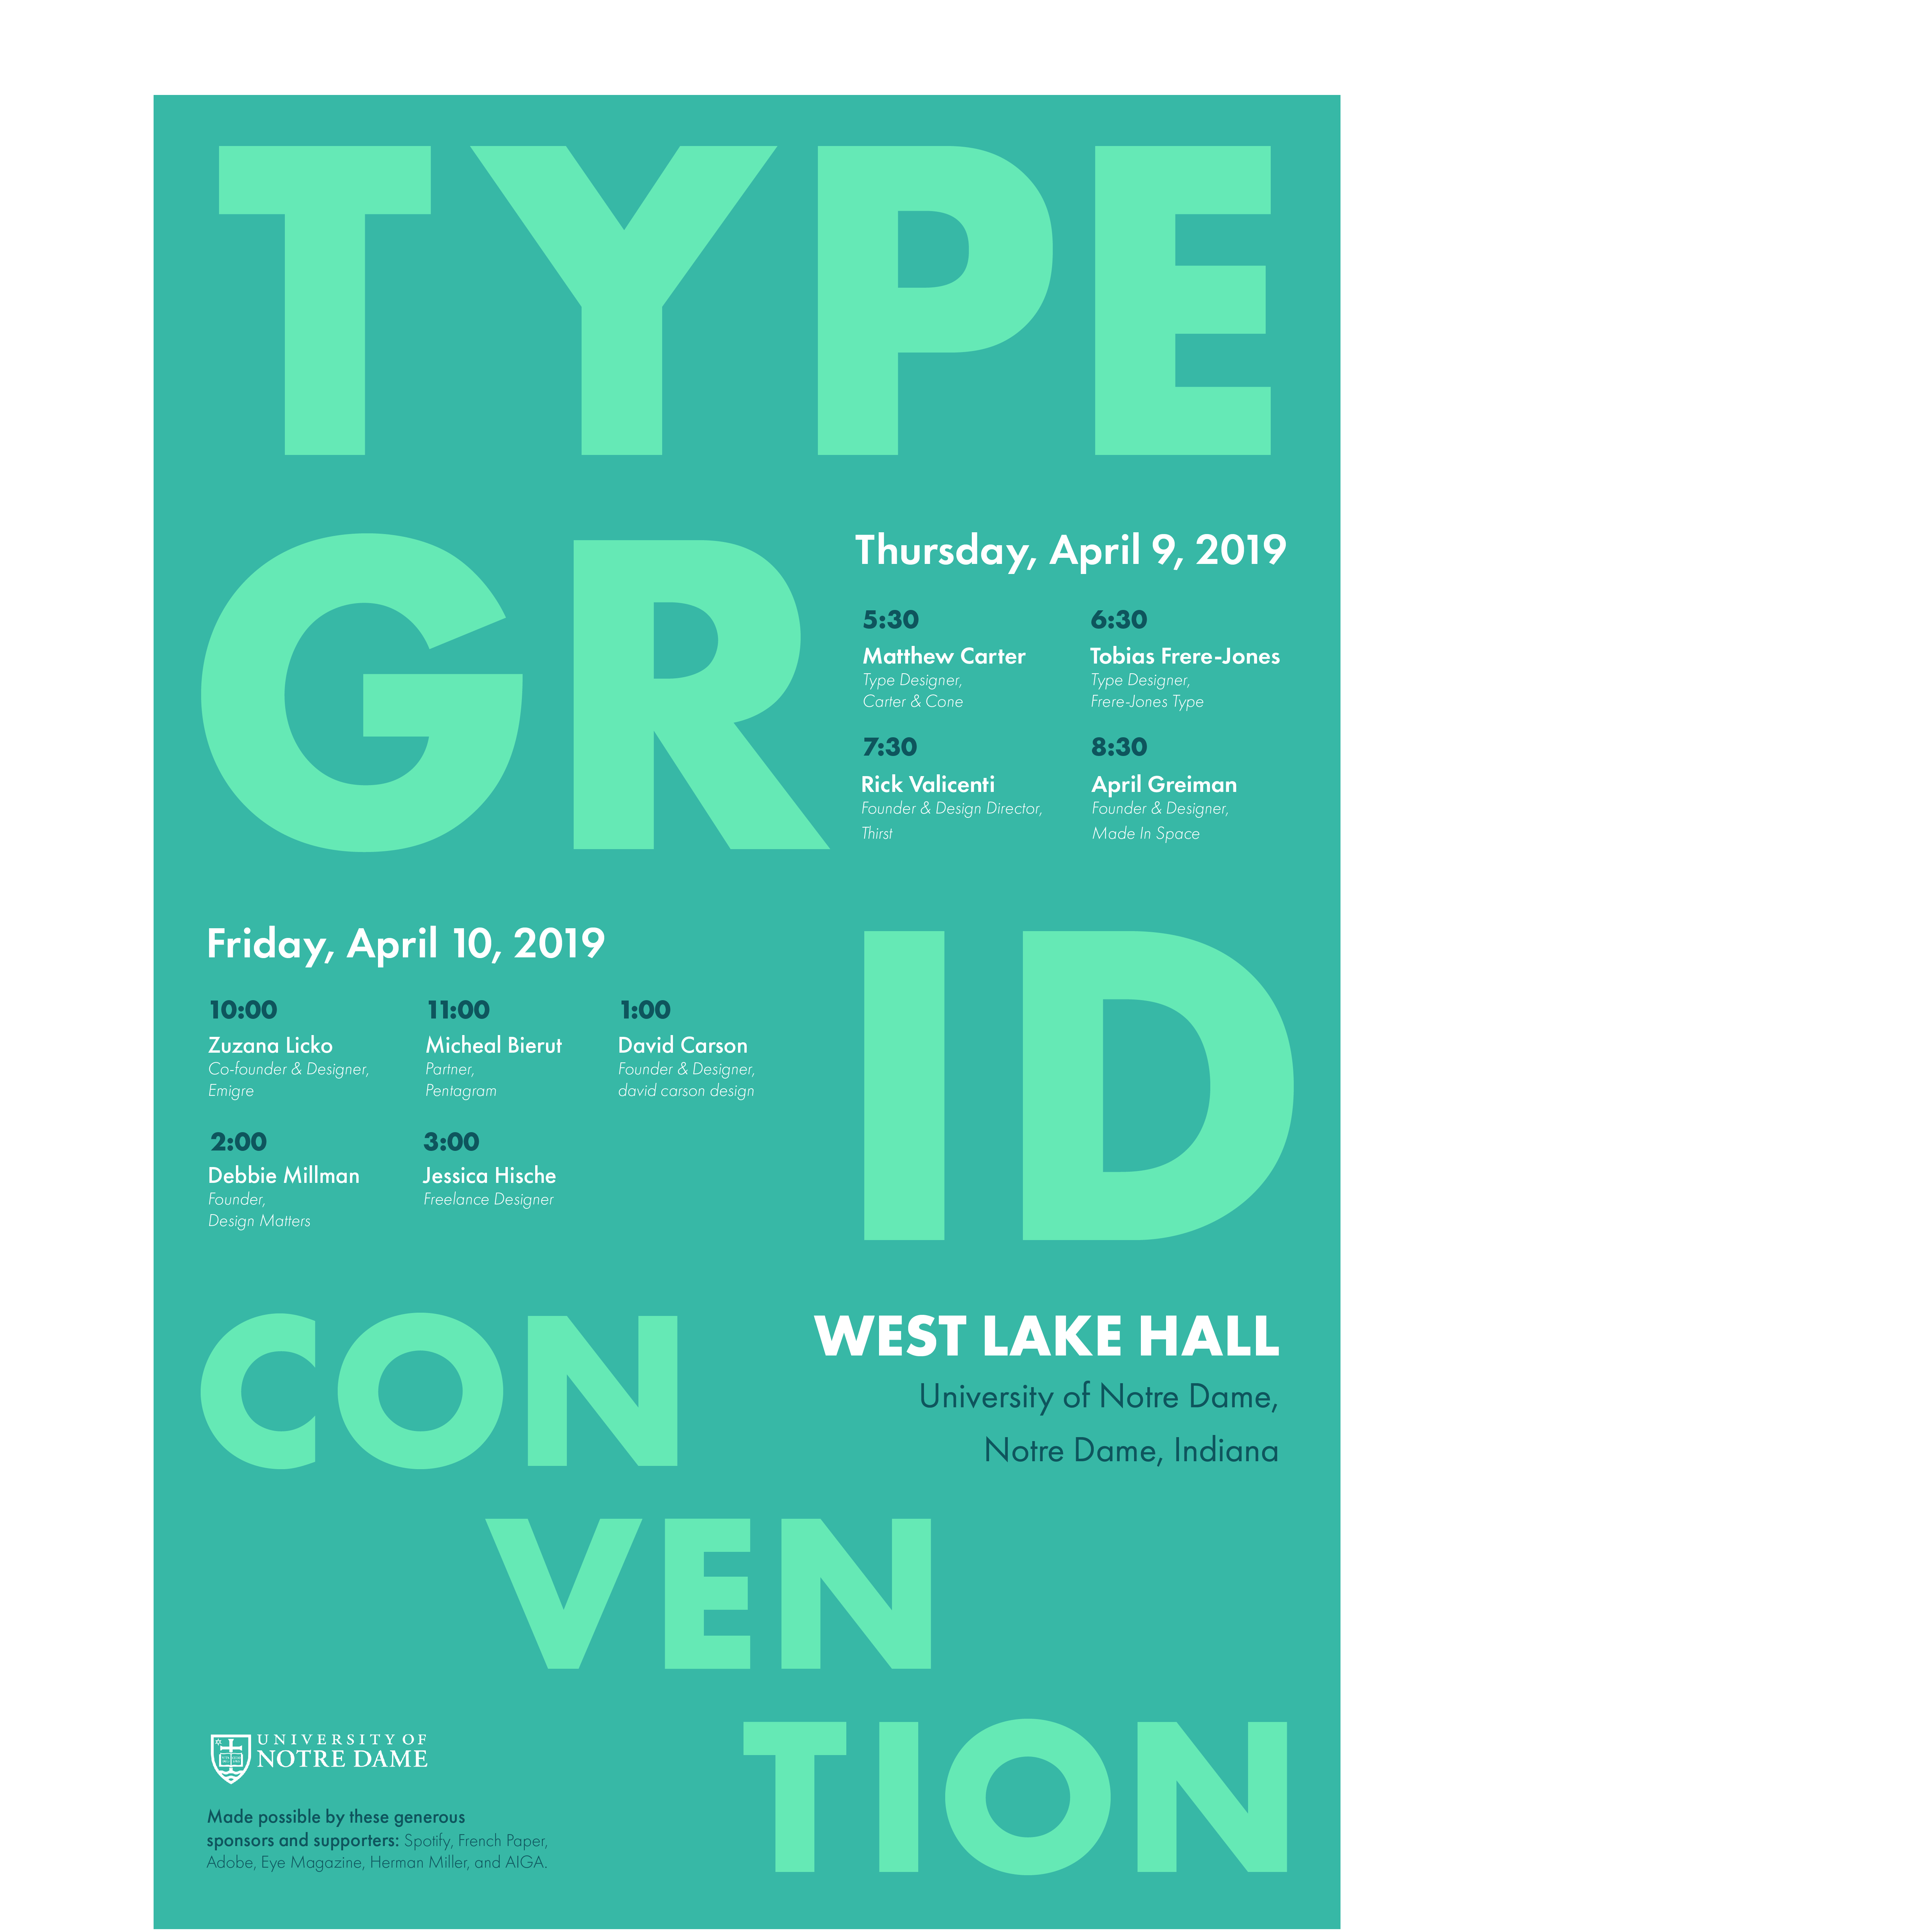 TYPE
GR
Thursday, April 9, 2019
5:30
Matthew Carter
Type Designer,
Carter & Cone
6:30
Tobias Frere-Jones
Type Designer,
Frere-Jones Type
7:30
Rick Valicenti
Founder & Design Director,
Thirst
8:30
April Greiman
Founder & Designer,
Made In Space
ID
Friday, April 10, 2019
10:00
Zuzana Licko
Co-founder & Designer,
Emigre
11:00
Micheal Bierut
Partner,
Pentagram
1:00
David Carson
Founder & Designer,
david carson design
2:00
Debbie Millman
Founder,
Design Matters
3:00
Jessica Hische
Freelance Designer
CON
VEN
TION
WEST LAKE HALL
University of Notre Dame,
Notre Dame, Indiana
UNIVERSITY OF
NOTRE DAME
Made possible by these generous
sponsors and supporters: Spotify, French Paper,
Adobe, Eye Magazine, Herman Miller, and AIGA.